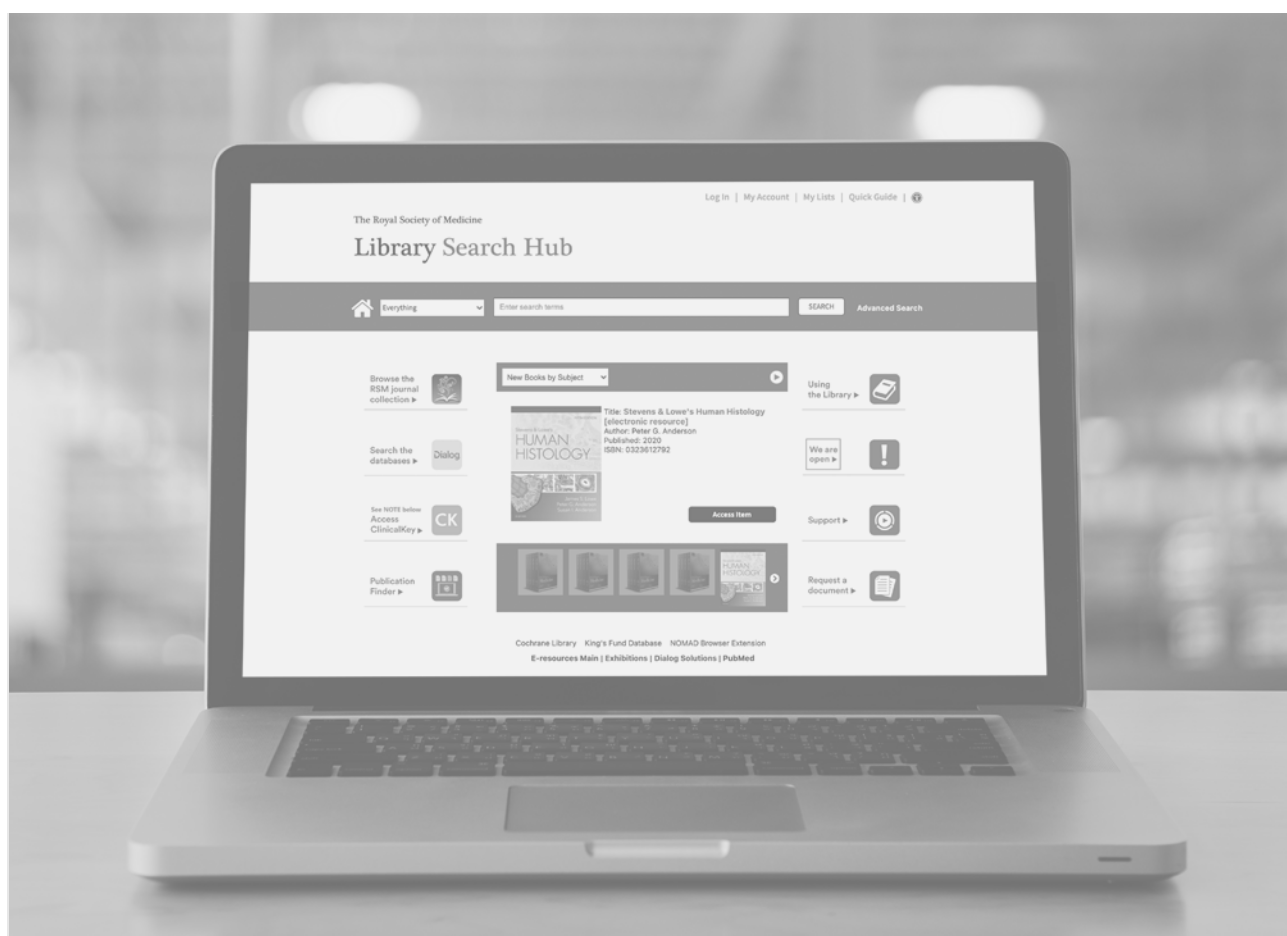 Log In | My Account | My Lists | Quick Guide |
The Royal Society of Medicine
Library Search Hub
Everything
Enter search terms
SEARCH
Advanced Search
Browse the
RSM journal
collection ▸
Search the
databases ▸
Dialog
See NOTE below
Access
ClinicalKey ▸
CK
Publication
Finder ▸
New Books by Subject
HUMAN
HISTOLOGY
Title: Stevens & Lowe's Human Histology
[electronic resource]
Author: Peter G. Anderson
Published: 2020
ISBN: 0323612792
Access Item
HUMAN
HISTOLOGY
Using
the Library ▸
We are
open ▸
!
Support ▸
Request a
document ▸
Cochrane Library King's Fund Database NOMAD Browser Extension
E-resources Main | Exhibitions | Dialog Solutions | PubMed